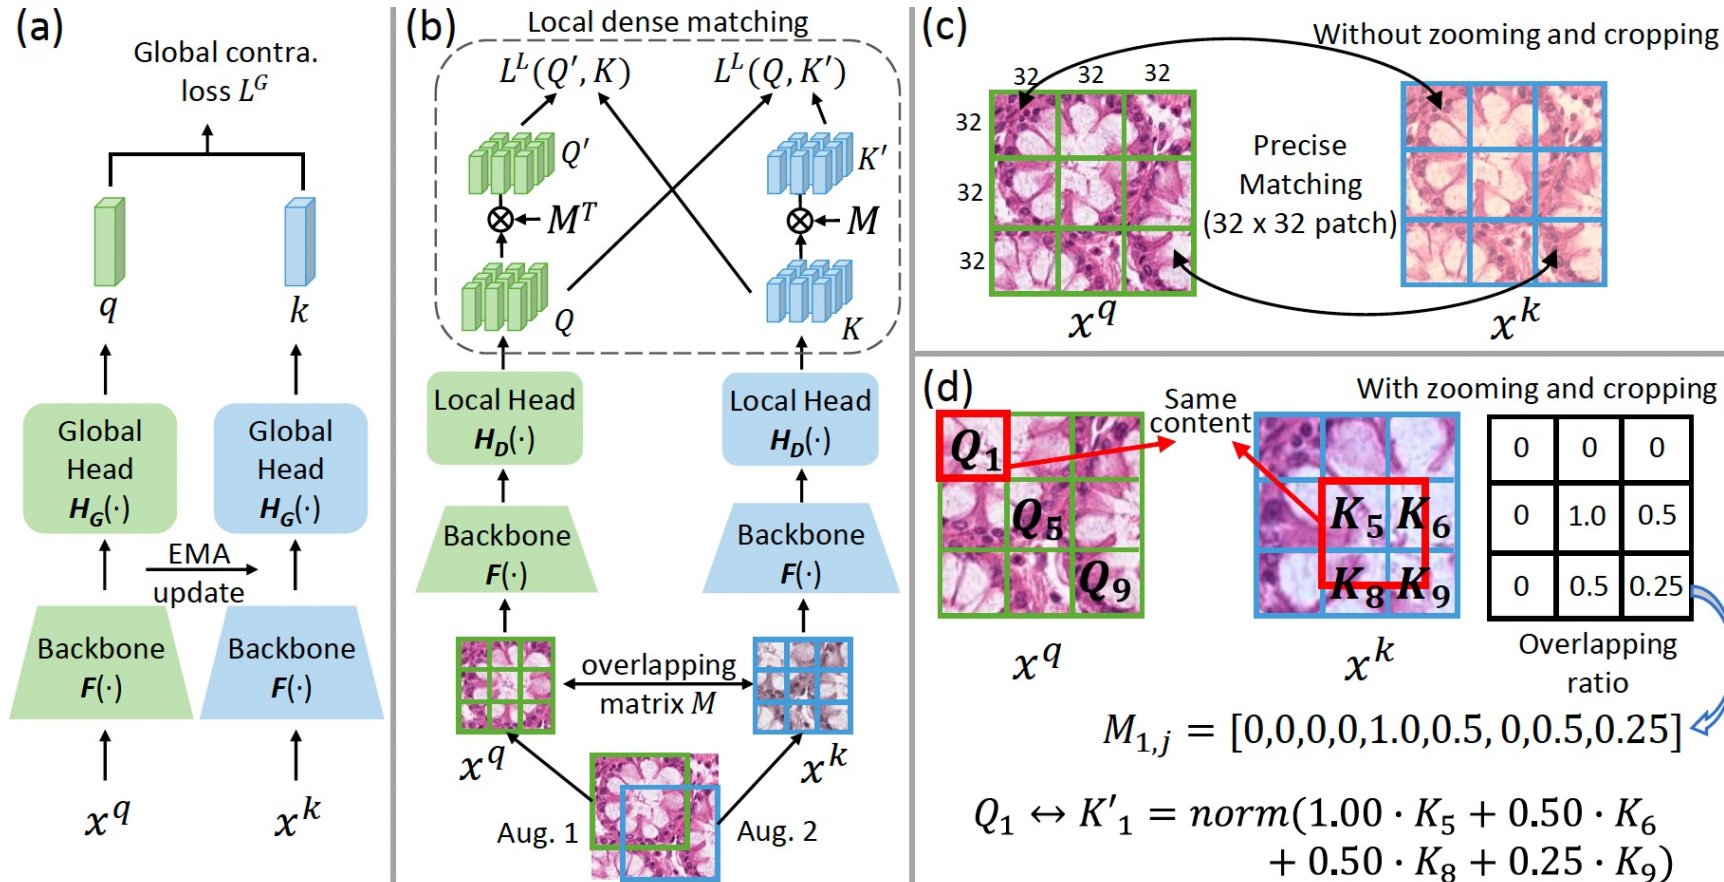 (a)
Global contra.
loss L^G
q
k
Global
Head
H_G(·)
Global
Head
H_G(·)
EMA
update
Backbone
F(·)
Backbone
F(·)
x^q
x^k
(b)
Local dense matching
L^L(Q′, K)
L^L(Q, K′)
Q′
K′
M^T
M
Q
K
Local Head
H_D(·)
Local Head
H_D(·)
Backbone
F(·)
Backbone
F(·)
overlapping
matrix M
x^q
x^k
Aug. 1
Aug. 2
(c)
Without zooming and cropping
32 32 32
32
32
32
Precise
Matching
(32 x 32 patch)
x^q
x^k
(d)
With zooming and cropping
Same
content
Q_1
Q_5
Q_9
K_5 K_6
K_8 K_9
0 0 0
0 1.0 0.5
0 0.5 0.25
x^q
x^k
Overlapping
ratio
M_{1,j} = [0,0,0,0,1.0,0.5, 0,0.5,0.25]
Q_1 ↔ K′_1 = norm(1.00 · K_5 + 0.50 · K_6
+ 0.50 · K_8 + 0.25 · K_9)